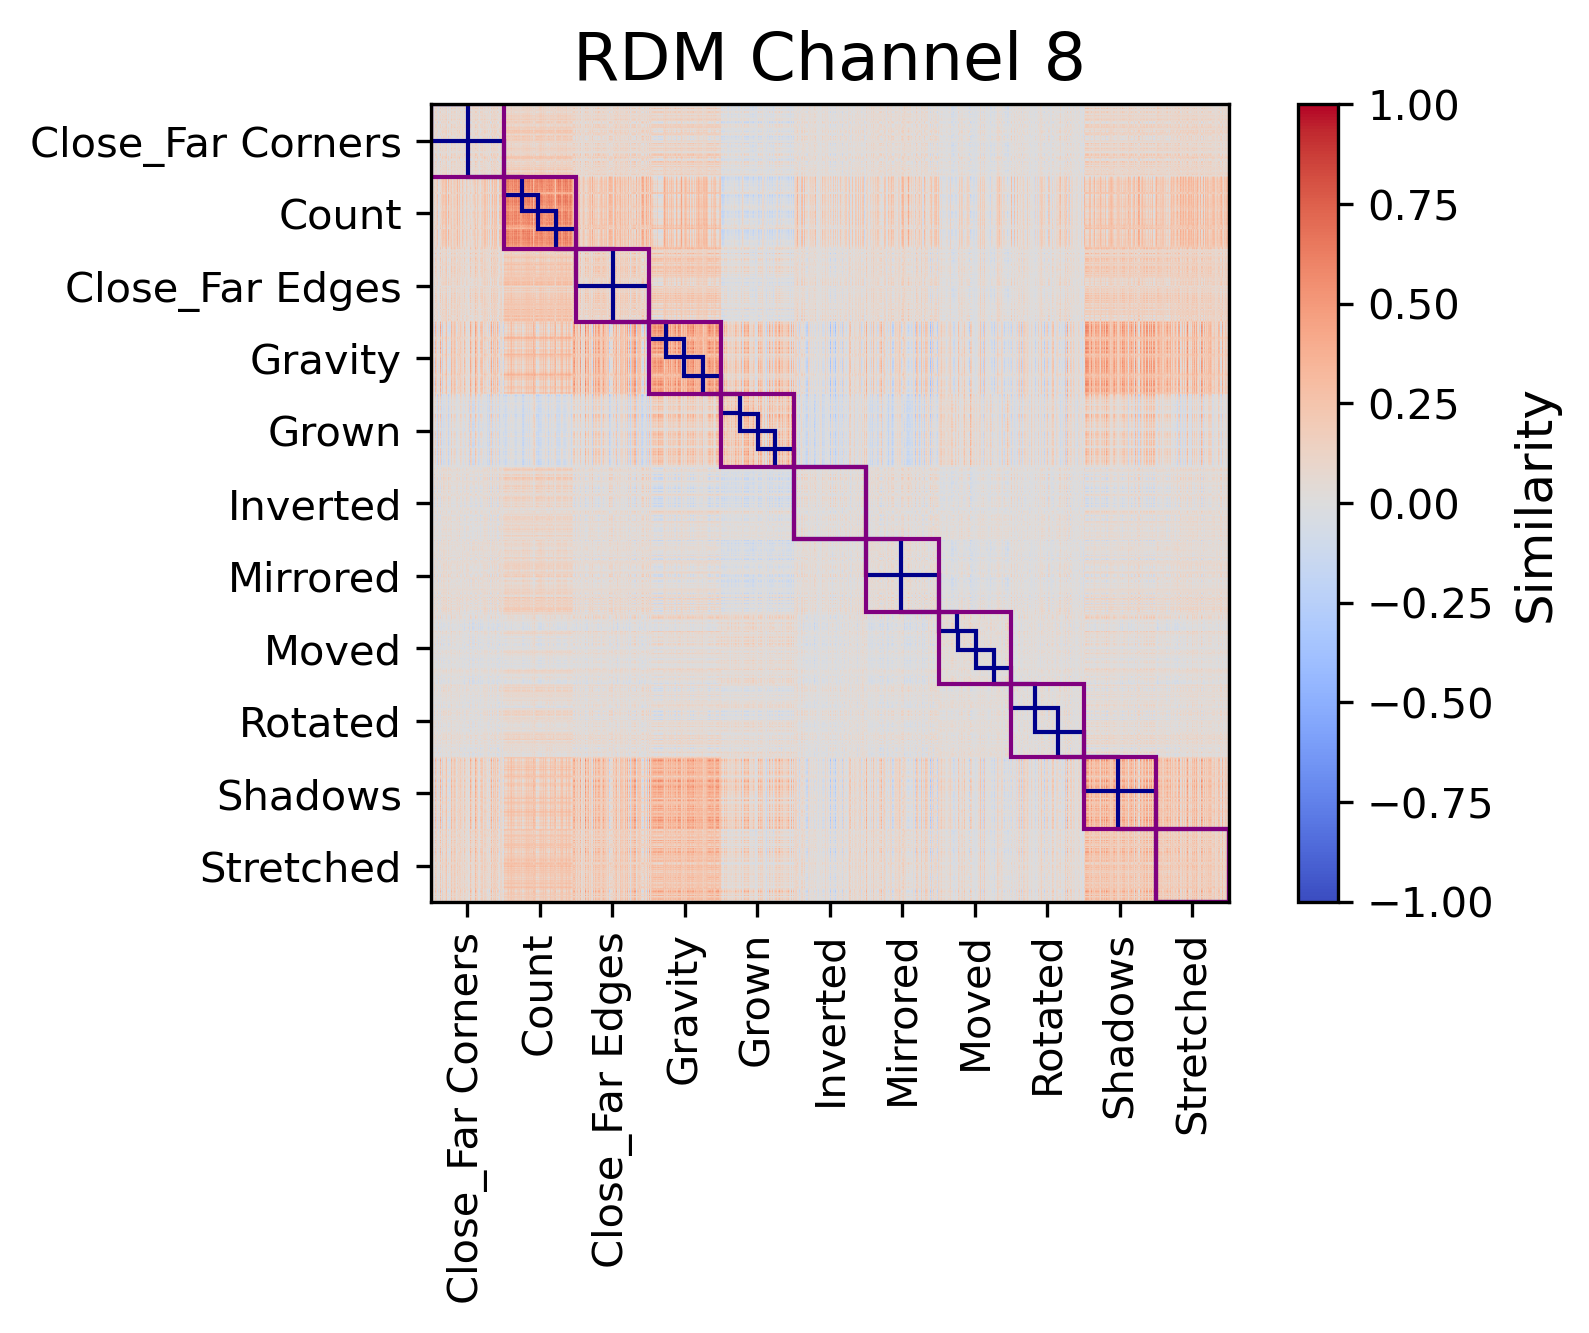 RDM Channel 8
Close_Far Corners
Count
Close_Far Edges
Gravity
Grown
Inverted
Mirrored
Moved
Rotated
Shadows
Stretched
Close_Far Corners
Count
Close_Far Edges
Gravity
Grown
Inverted
Mirrored
Moved
Rotated
Shadows
Stretched
1.00
0.75
0.50
0.25
0.00
−0.25
−0.50
−0.75
−1.00
Similarity